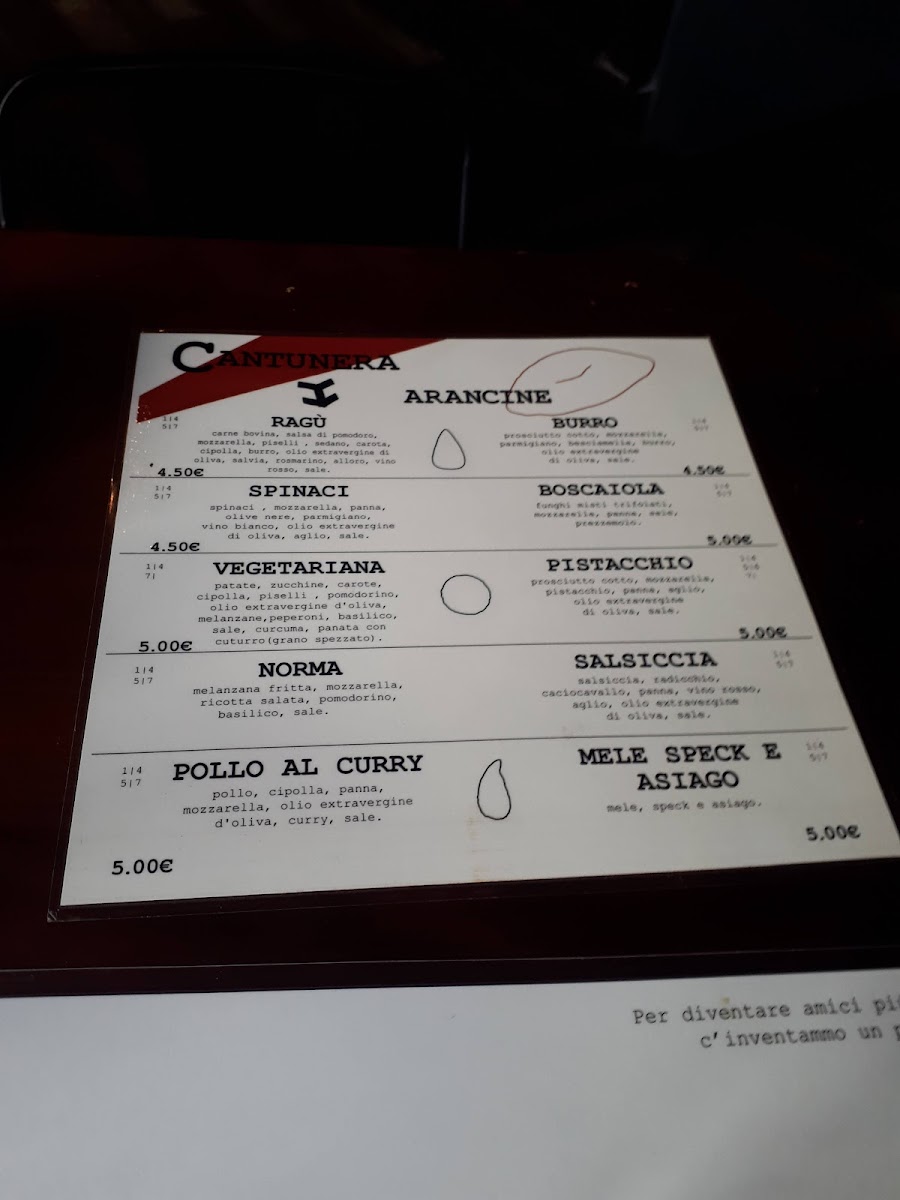 CANTUNERA
ARANCINE
1|4
5|7
RAGÙ
carne bovina, salsa di pomodoro,
mozzarella, piselli , sedano, carota,
cipolla, burro, olio extravergine di
oliva, salvia, rosmarino, alloro, vino
rosso, sale.
4.50€
BURRO
prosciutto cotto, mozzarella,
parmigiano, besciamella, burro,
olio extravergine
di oliva, sale.
4.50€
1|4
5|7
SPINACI
spinaci , mozzarella, panna,
olive nere, parmigiano,
vino bianco, olio extravergine
di oliva, aglio, sale.
4.50€
BOSCAIOLA
funghi misti trifolati,
mozzarella, panna, sale,
prezzemolo.
5.00€
1|4
7|
VEGETARIANA
patate, zucchine, carote,
cipolla, piselli , pomodorino,
olio extravergine d'oliva,
melanzane,peperoni, basilico,
sale, curcuma, panata con
cuturro(grano spezzato).
5.00€
PISTACCHIO
prosciutto cotto, mozzarella,
pistacchio, panna, aglio,
olio extravergine
di oliva, sale.
5.00€
1|4
5|7
NORMA
melanzana fritta, mozzarella,
ricotta salata, pomodorino,
basilico, sale.
SALSICCIA
salsiccia, radicchio,
caciocavallo, panna, vino rosso,
aglio, olio extravergine
di oliva, sale.
1|4
5|7
POLLO AL CURRY
pollo, cipolla, panna,
mozzarella, olio extravergine
d'oliva, curry, sale.
5.00€
MELE SPECK E
ASIAGO
mele, speck e asiago.
5.00€
Per diventare amici
c'inventammo un